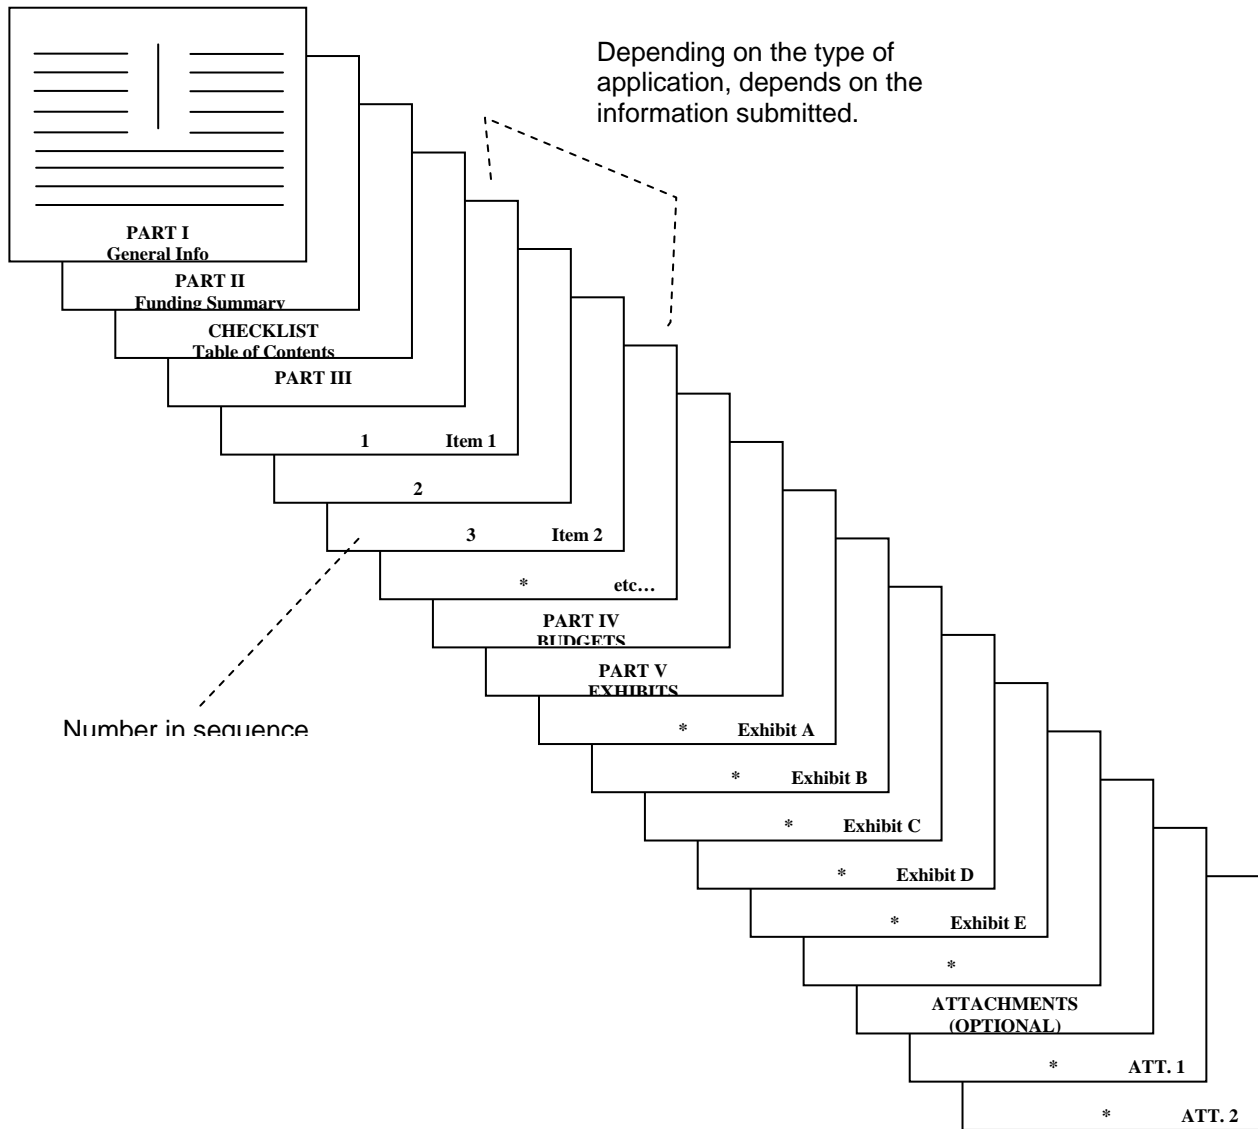 Depending on the type of
application, depends on the
information submitted.
PART I
General Info
PART II
Funding Summary
CHECKLIST
Table of Contents
PART III
1 Item 1
2
3 Item 2
* etc...
PART IV
BUDGETS
PART V
EXHIBITS
Number in sequence
* Exhibit A
* Exhibit B
* Exhibit C
* Exhibit D
* Exhibit E
*
ATTACHMENTS
(OPTIONAL)
* ATT. 1
* ATT. 2